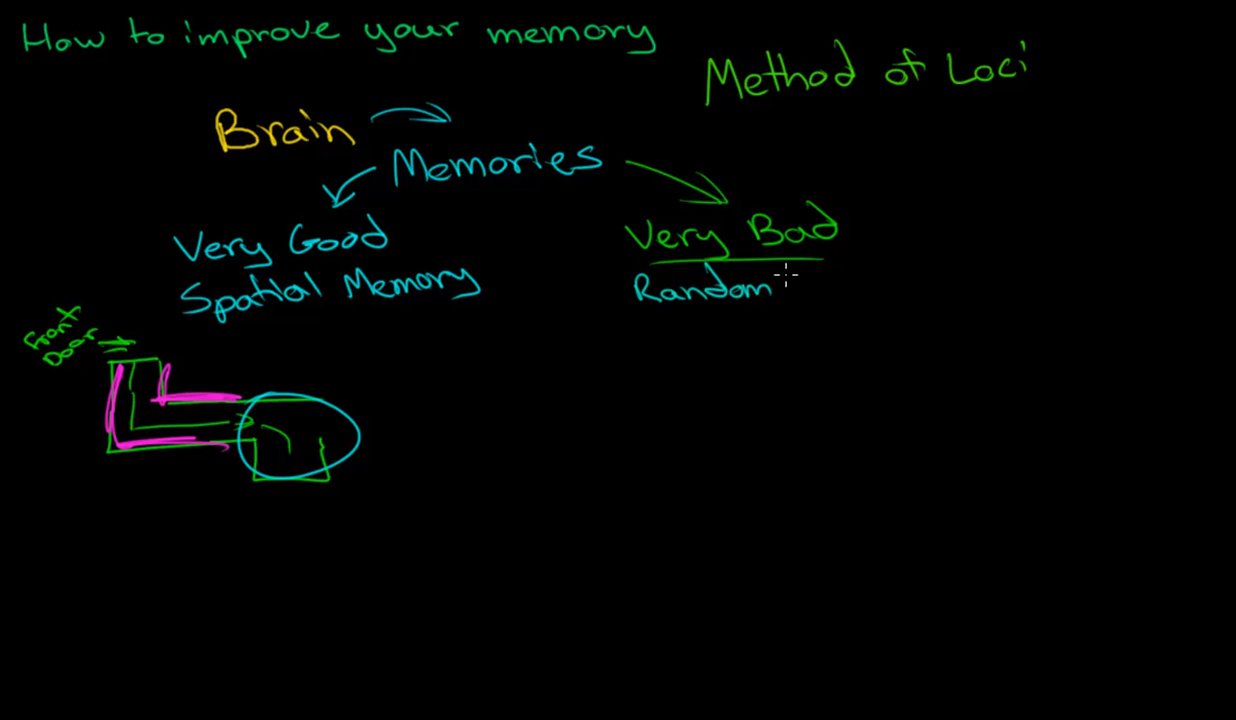 How to improve your memory
Method of Loci
Brain
Memories
Very Good
Spatial Memory
Very Bad
Random
Front
Door